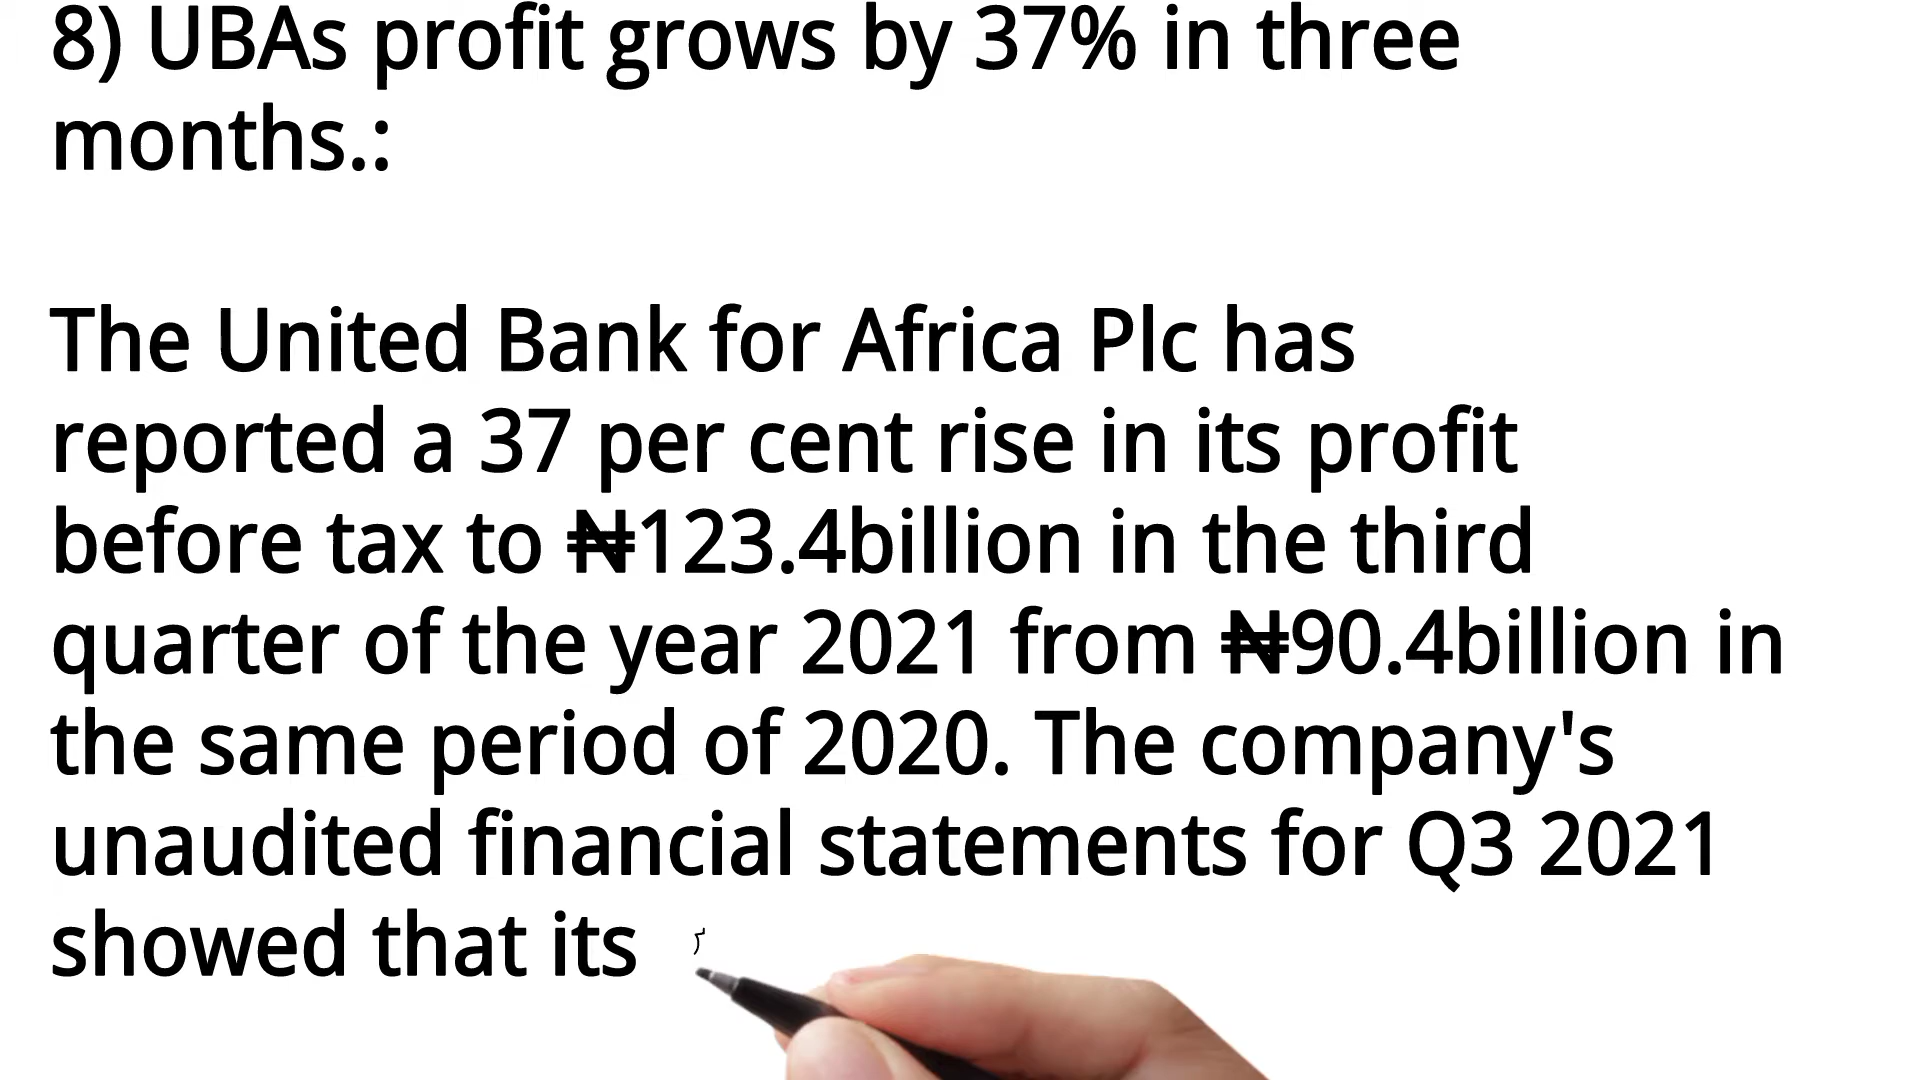 8) UBAs profit grows by 37% in three
months.:
The United Bank for Africa Plc has
reported a 37 per cent rise in its profit
before tax to ₦123.4billion in the third
quarter of the year 2021 from ₦90.4billion in
the same period of 2020. The company's
unaudited financial statements for Q3 2021
showed that its